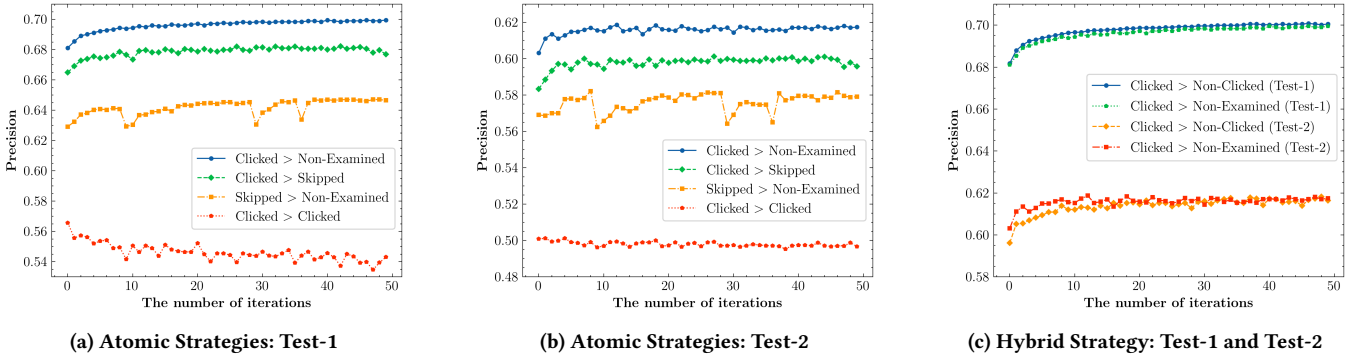 0.70
0.68
0.66
0.64
0.62
0.60
0.58
0.56
0.54
Precision
Clicked > Non-Examined
Clicked > Skipped
Skipped > Non-Examined
Clicked > Clicked
0 10 20 30 40 50
The number of iterations
(a) Atomic Strategies: Test-1
0.62
0.60
0.58
0.56
0.54
0.52
0.50
0.48
Precision
Clicked > Non-Examined
Clicked > Skipped
Skipped > Non-Examined
Clicked > Clicked
0 10 20 30 40 50
The number of iterations
(b) Atomic Strategies: Test-2
0.70
0.68
0.66
0.64
0.62
0.60
0.58
Precision
Clicked > Non-Clicked (Test-1)
Clicked > Non-Examined (Test-1)
Clicked > Non-Clicked (Test-2)
Clicked > Non-Examined (Test-2)
0 10 20 30 40 50
The number of iterations
(c) Hybrid Strategy: Test-1 and Test-2